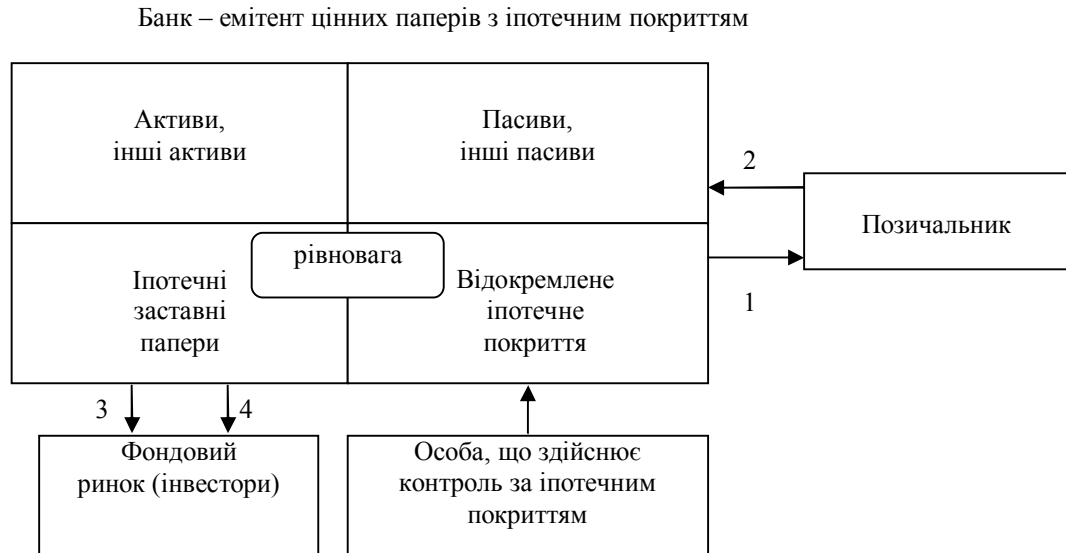 Банк – емітент цінних паперів з іпотечним покриттям
Активи,
інші активи
Пасиви,
інші пасиви
2
Позичальник
рівновага
Іпотечні
заставні
папери
Відокремлене
іпотечне
покриття
1
3
4
Фондовий
ринок (інвестори)
Особа, що здійснює
контроль за іпотечним
покриттям